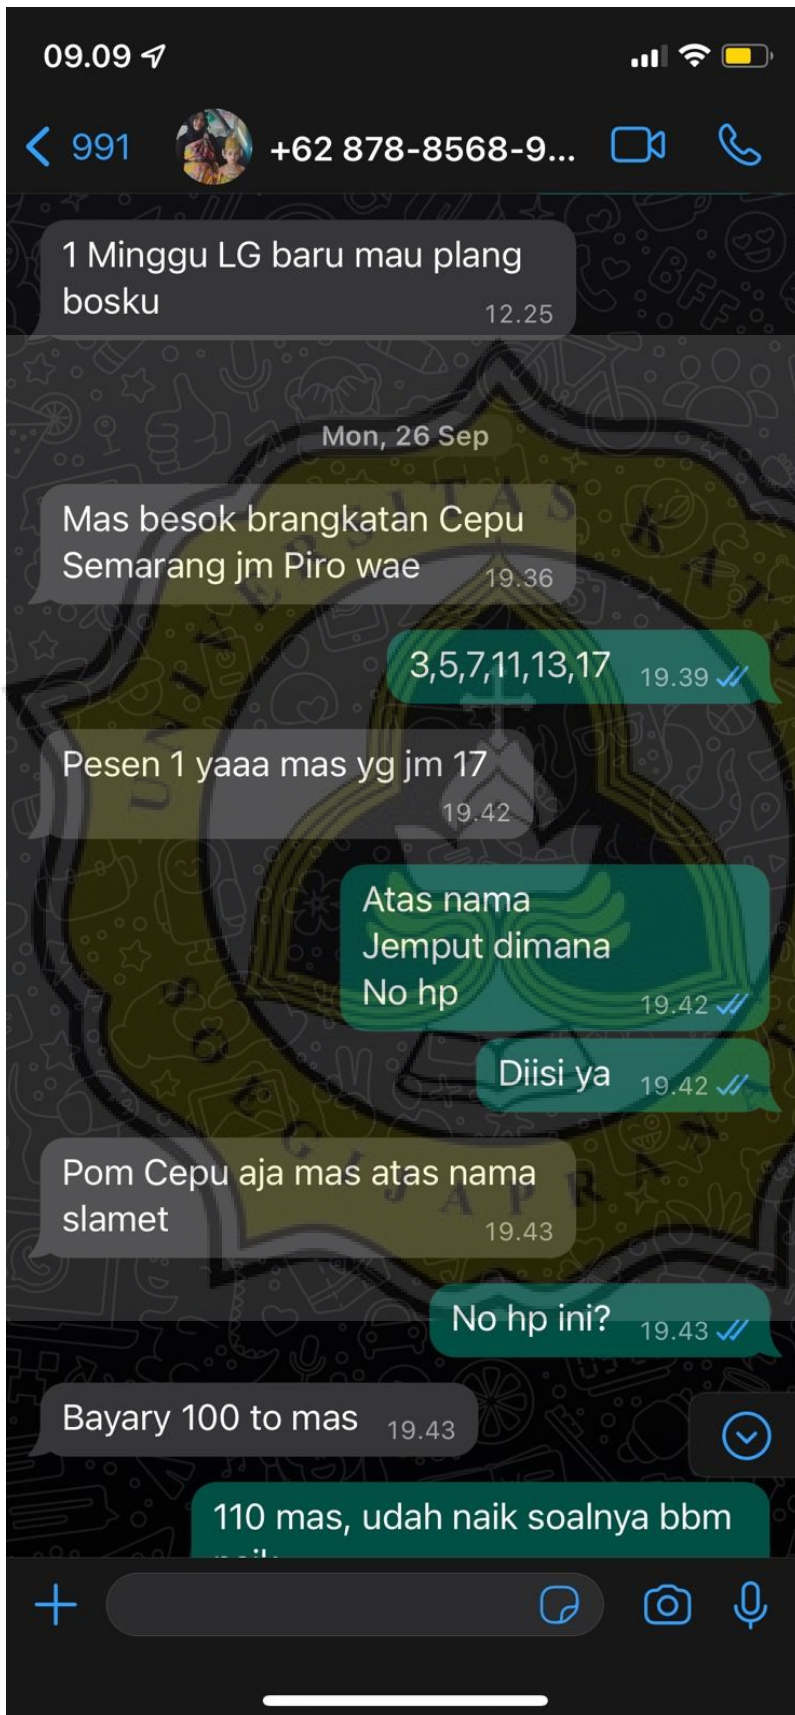 09.09
991
+62 878-8568-9...
1 Minggu LG baru mau plang
bosku
12.25
Mon, 26 Sep
Mas besok brangkatan Cepu
Semarang jm Piro wae
19.36
3,5,7,11,13,17
19.39
Pesen 1 yaaa mas yg jm 17
19.42
Atas nama
Jemput dimana
No hp
19.42
Diisi ya
19.42
Pom Cepu aja mas atas nama
slamet
19.43
No hp ini?
19.43
Bayary 100 to mas
19.43
110 mas, udah naik soalnya bbm
UNIVERSITAS KATO
SOEGIJAPRAN